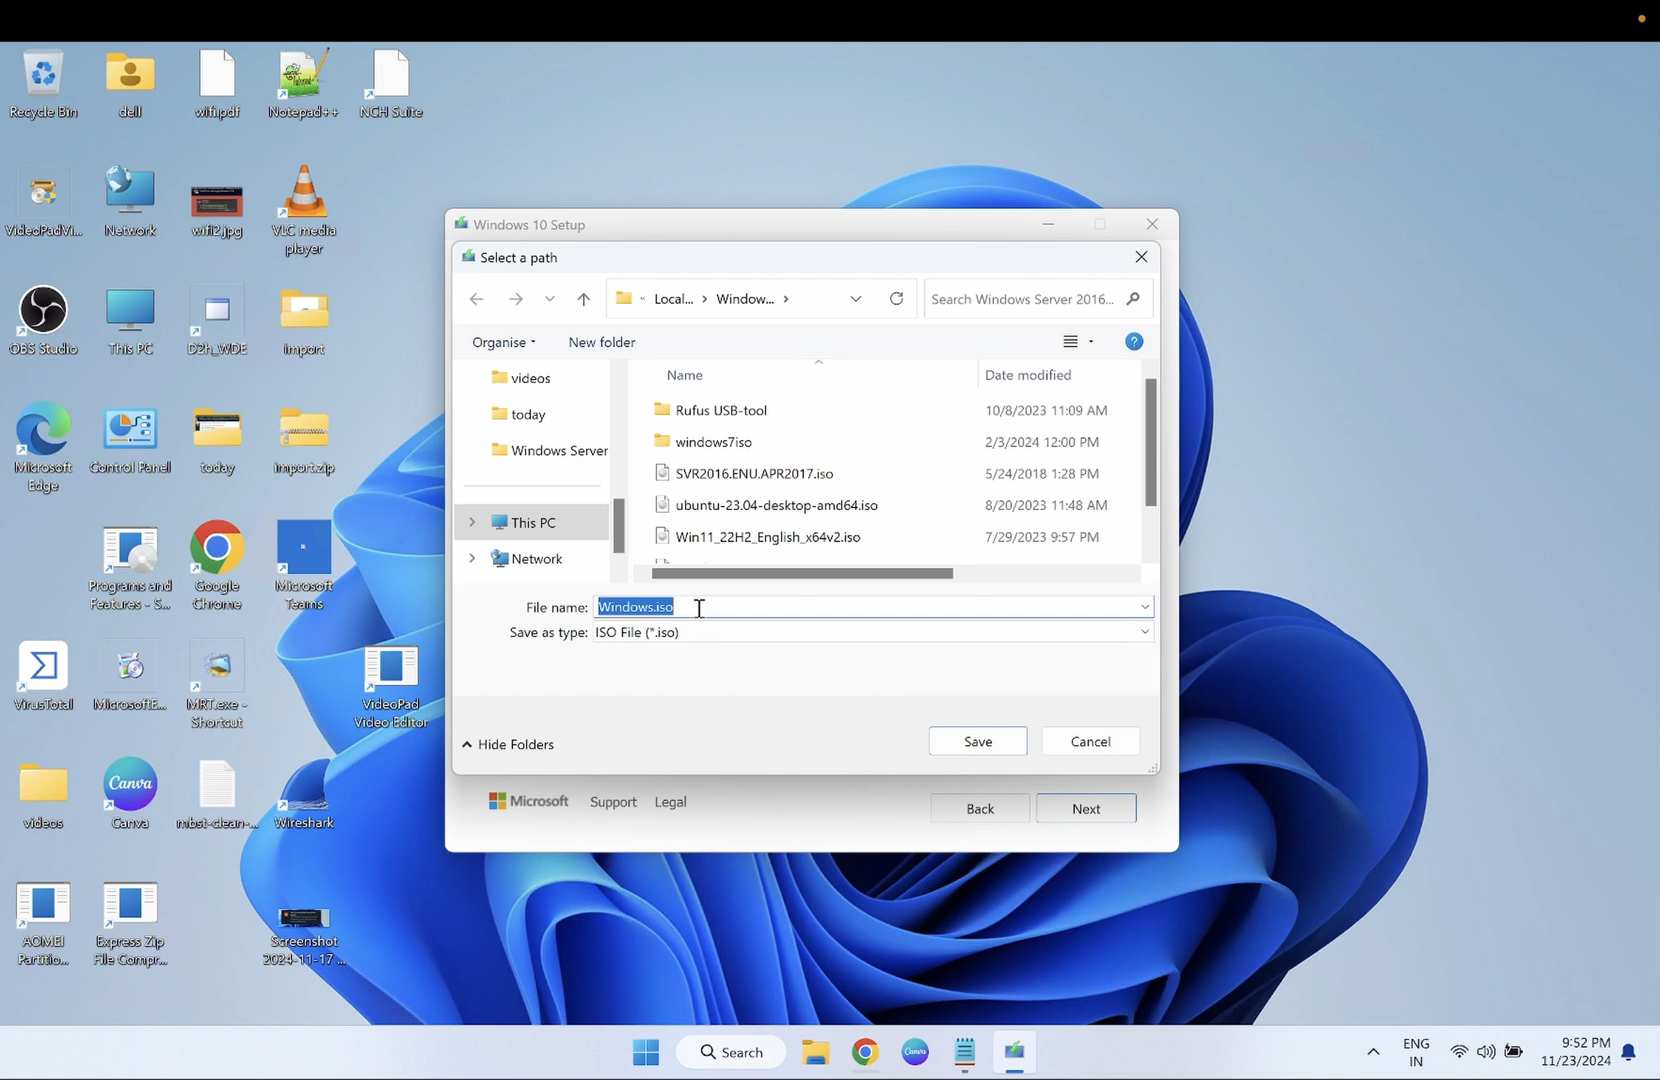 Recycle Bin
dell
wifi.pdf
Notepad++
NCH Suite
VideoPadVi...
Network
wifi2.jpg
VLC media
player
OBS Studio
This PC
D2h_WDE
import
Microsoft
Edge
Control Panel
today
import.zip
Programs and
Features - S...
Google
Chrome
Microsoft
Teams
VirusTotal
MicrosoftE...
MRT.exe -
Shortcut
VideoPad
Video Editor
videos
Canva
Canva
mbst-clean-...
Wireshark
AOMEI
Partitio...
Express Zip
File Compr...
Screenshot
2024-11-17 ...
Windows 10 Setup
Select a path
Local... > Window... >
Search Windows Server 2016...
Organise
New folder
videos
today
Windows Server
This PC
Network
Name
Date modified
Rufus USB-tool
10/8/2023 11:09 AM
windows7iso
2/3/2024 12:00 PM
SVR2016.ENU.APR2017.iso
5/24/2018 1:28 PM
ubuntu-23.04-desktop-amd64.iso
8/20/2023 11:48 AM
Win11_22H2_English_x64v2.iso
7/29/2023 9:57 PM
File name: Windows.iso
Save as type: ISO File (*.iso)
Hide Folders
Save
Cancel
Microsoft
Support
Legal
Back
Next
Search
Canva
ENG
IN
9:52 PM
11/23/2024